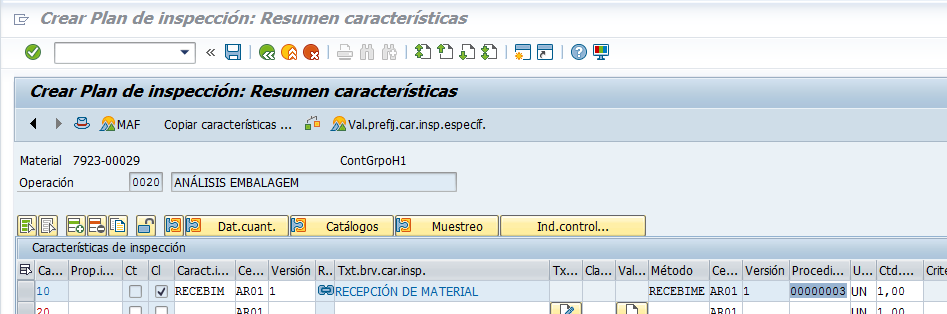 Crear Plan de inspección: Resumen características
Crear Plan de inspección: Resumen características
MAF Copiar características ... Val.prefij.car.insp.específ.
Material 7923-00029 ContGrpoH1
Operación 0020 ANÁLISIS EMBALAGEM
Dat.cuant. Catálogos Muestreo Ind.control...
Características de inspección
Ca... Prop.i... Ct Cl Caract.i... Ce... Versión R.. Txt.brv.car.insp. Tx... Cla... Val... Método Ce... Versión Procedi... U... Ctd.... Crite
10 RECEBIM AR01 1 RECEPCIÓN DE MATERIAL RECEBIME AR01 1 00000003 UN 1,00
20 AR01 AR01 UN 1,00